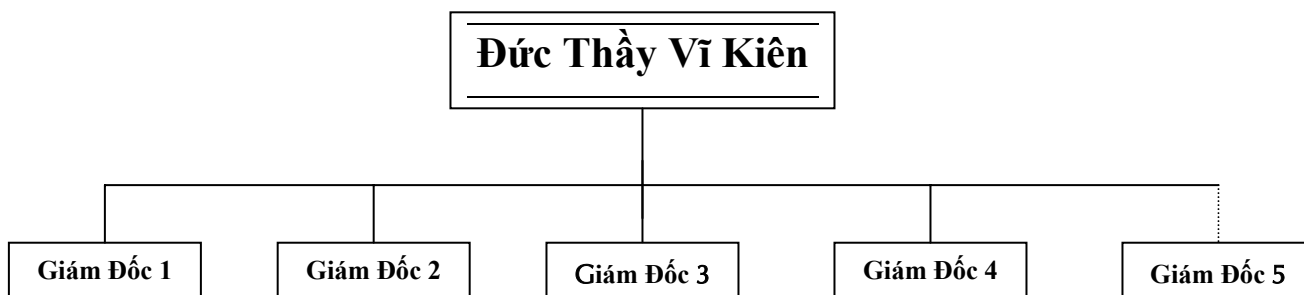 Đức Thầy Vĩ Kiên
Giám Đốc 1
Giám Đốc 2
Giám Đốc 3
Giám Đốc 4
Giám Đốc 5